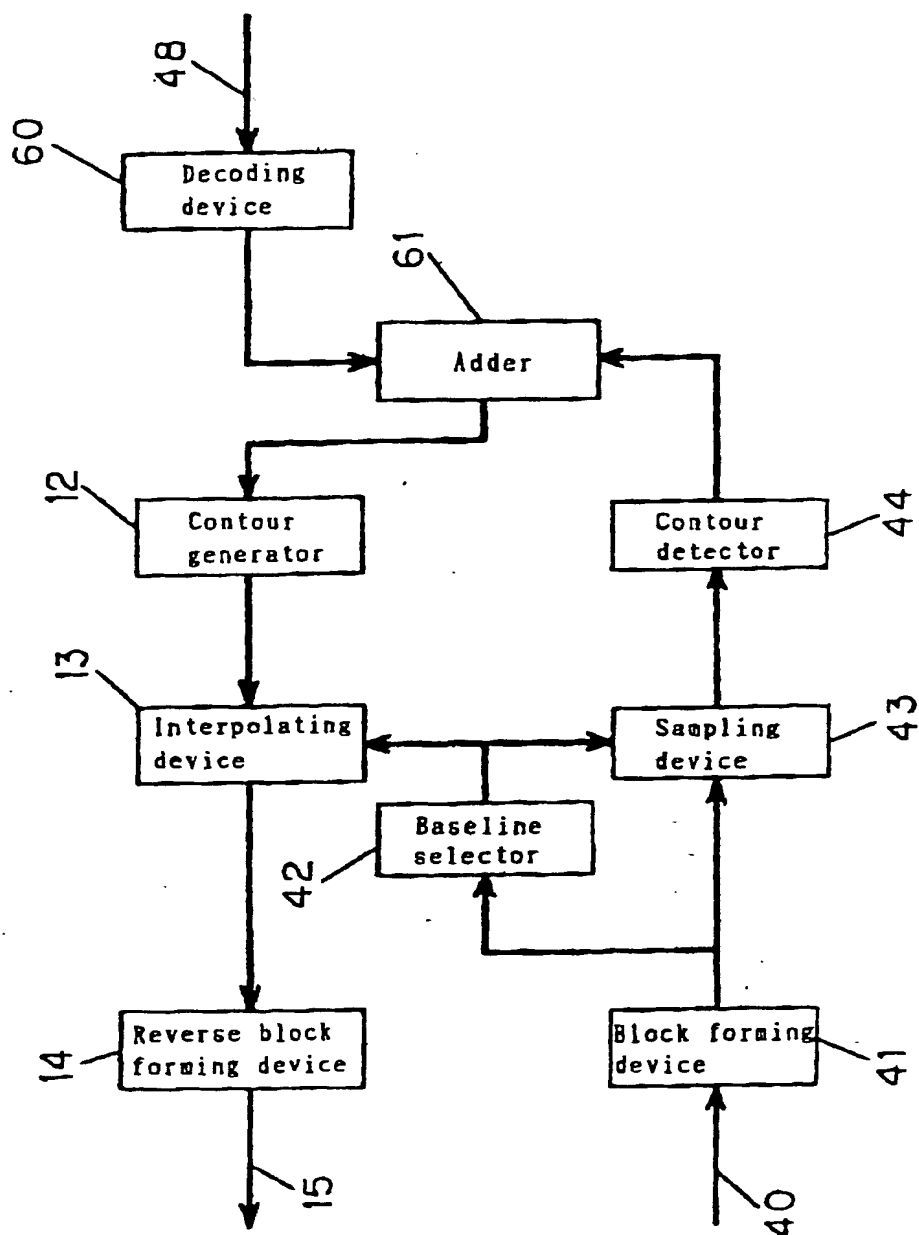 48
60
Decoding
device
61
Adder
12
Contour
generator
Contour
detector
44
13
Interpolating
device
Sampling
device
43
Baseline
selector
42
Reverse block
forming device
14
Block forming
device
41
15
40